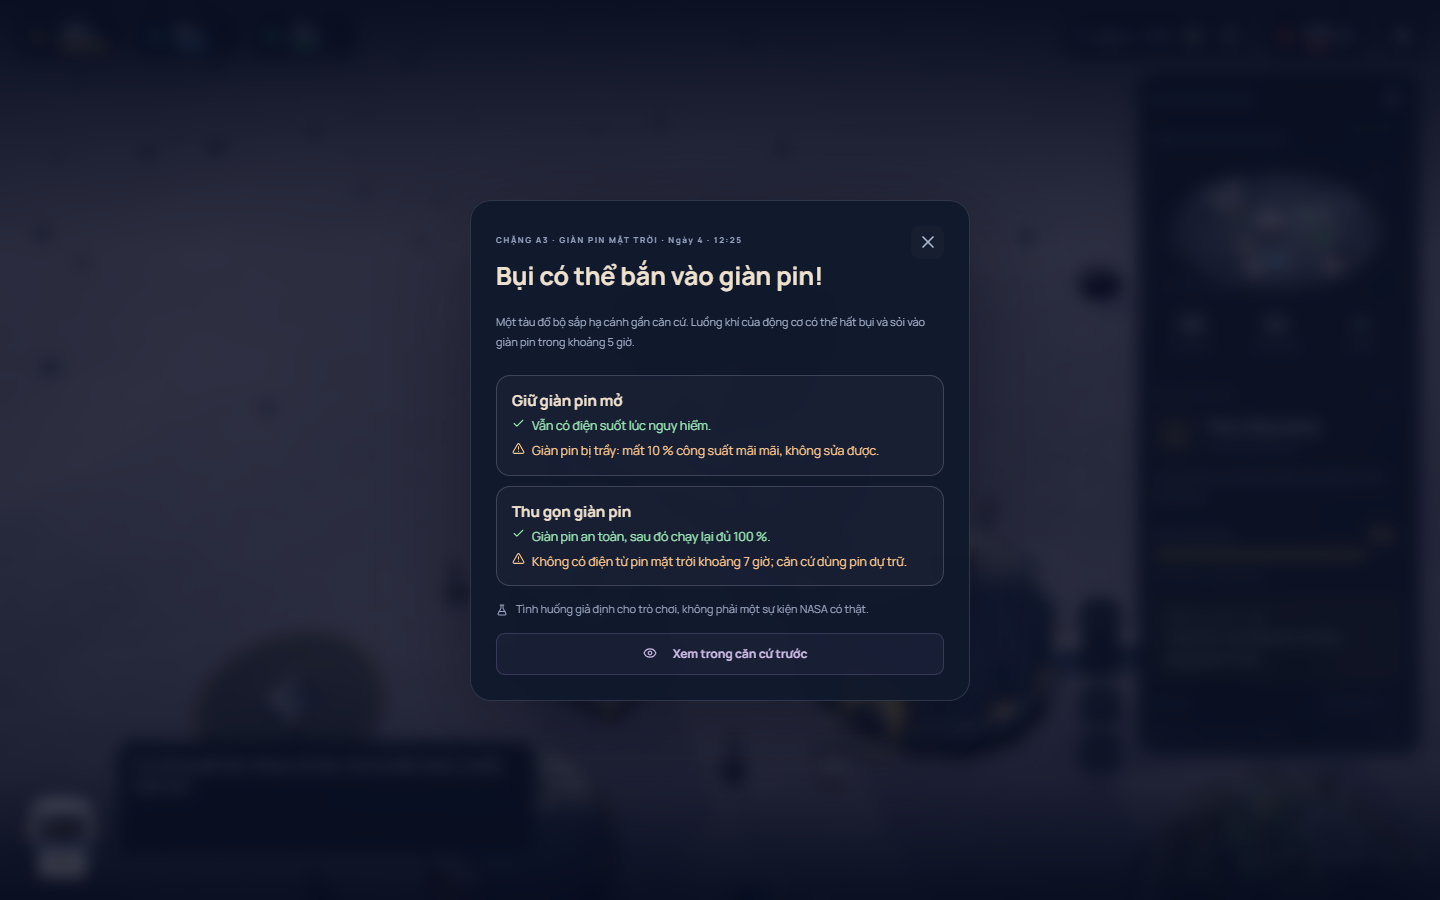 CHẶNG A3 · GIÀN PIN MẶT TRỜI · Ngày 4 · 12:25
Bụi có thể bắn vào giàn pin!
Một tàu đổ bộ sắp hạ cánh gần căn cứ. Luồng khí của động cơ có thể hất bụi và sỏi vào
giàn pin trong khoảng 5 giờ.
Giữ giàn pin mở
Vẫn có điện suốt lúc nguy hiểm.
Giàn pin bị trầy: mất 10 % công suất mãi mãi, không sửa được.
Thu gọn giàn pin
Giàn pin an toàn, sau đó chạy lại đủ 100 %.
Không có điện từ pin mặt trời khoảng 7 giờ; căn cứ dùng pin dự trữ.
Tình huống giả định cho trò chơi, không phải một sự kiện NASA có thật.
Xem trong căn cứ trước